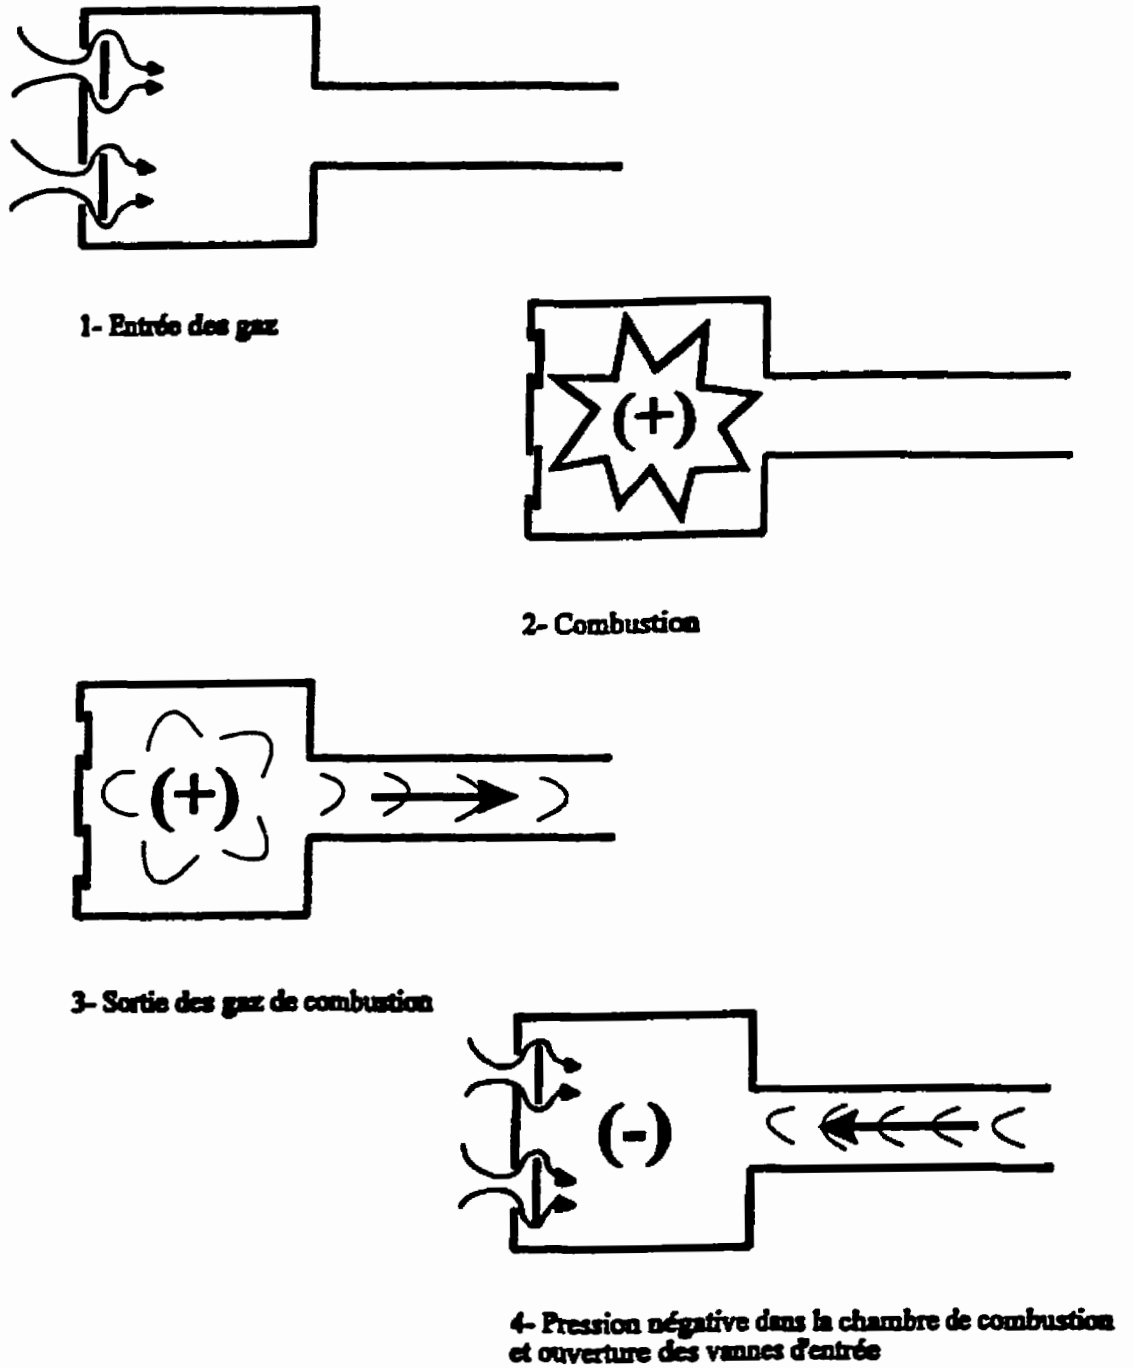 1- Entrée des gaz
(+)
2- Combustion
(+)
3- Sortie des gaz de combustion
(-)
4- Pression négative dans la chambre de combustion
et ouverture des vannes d'entrée